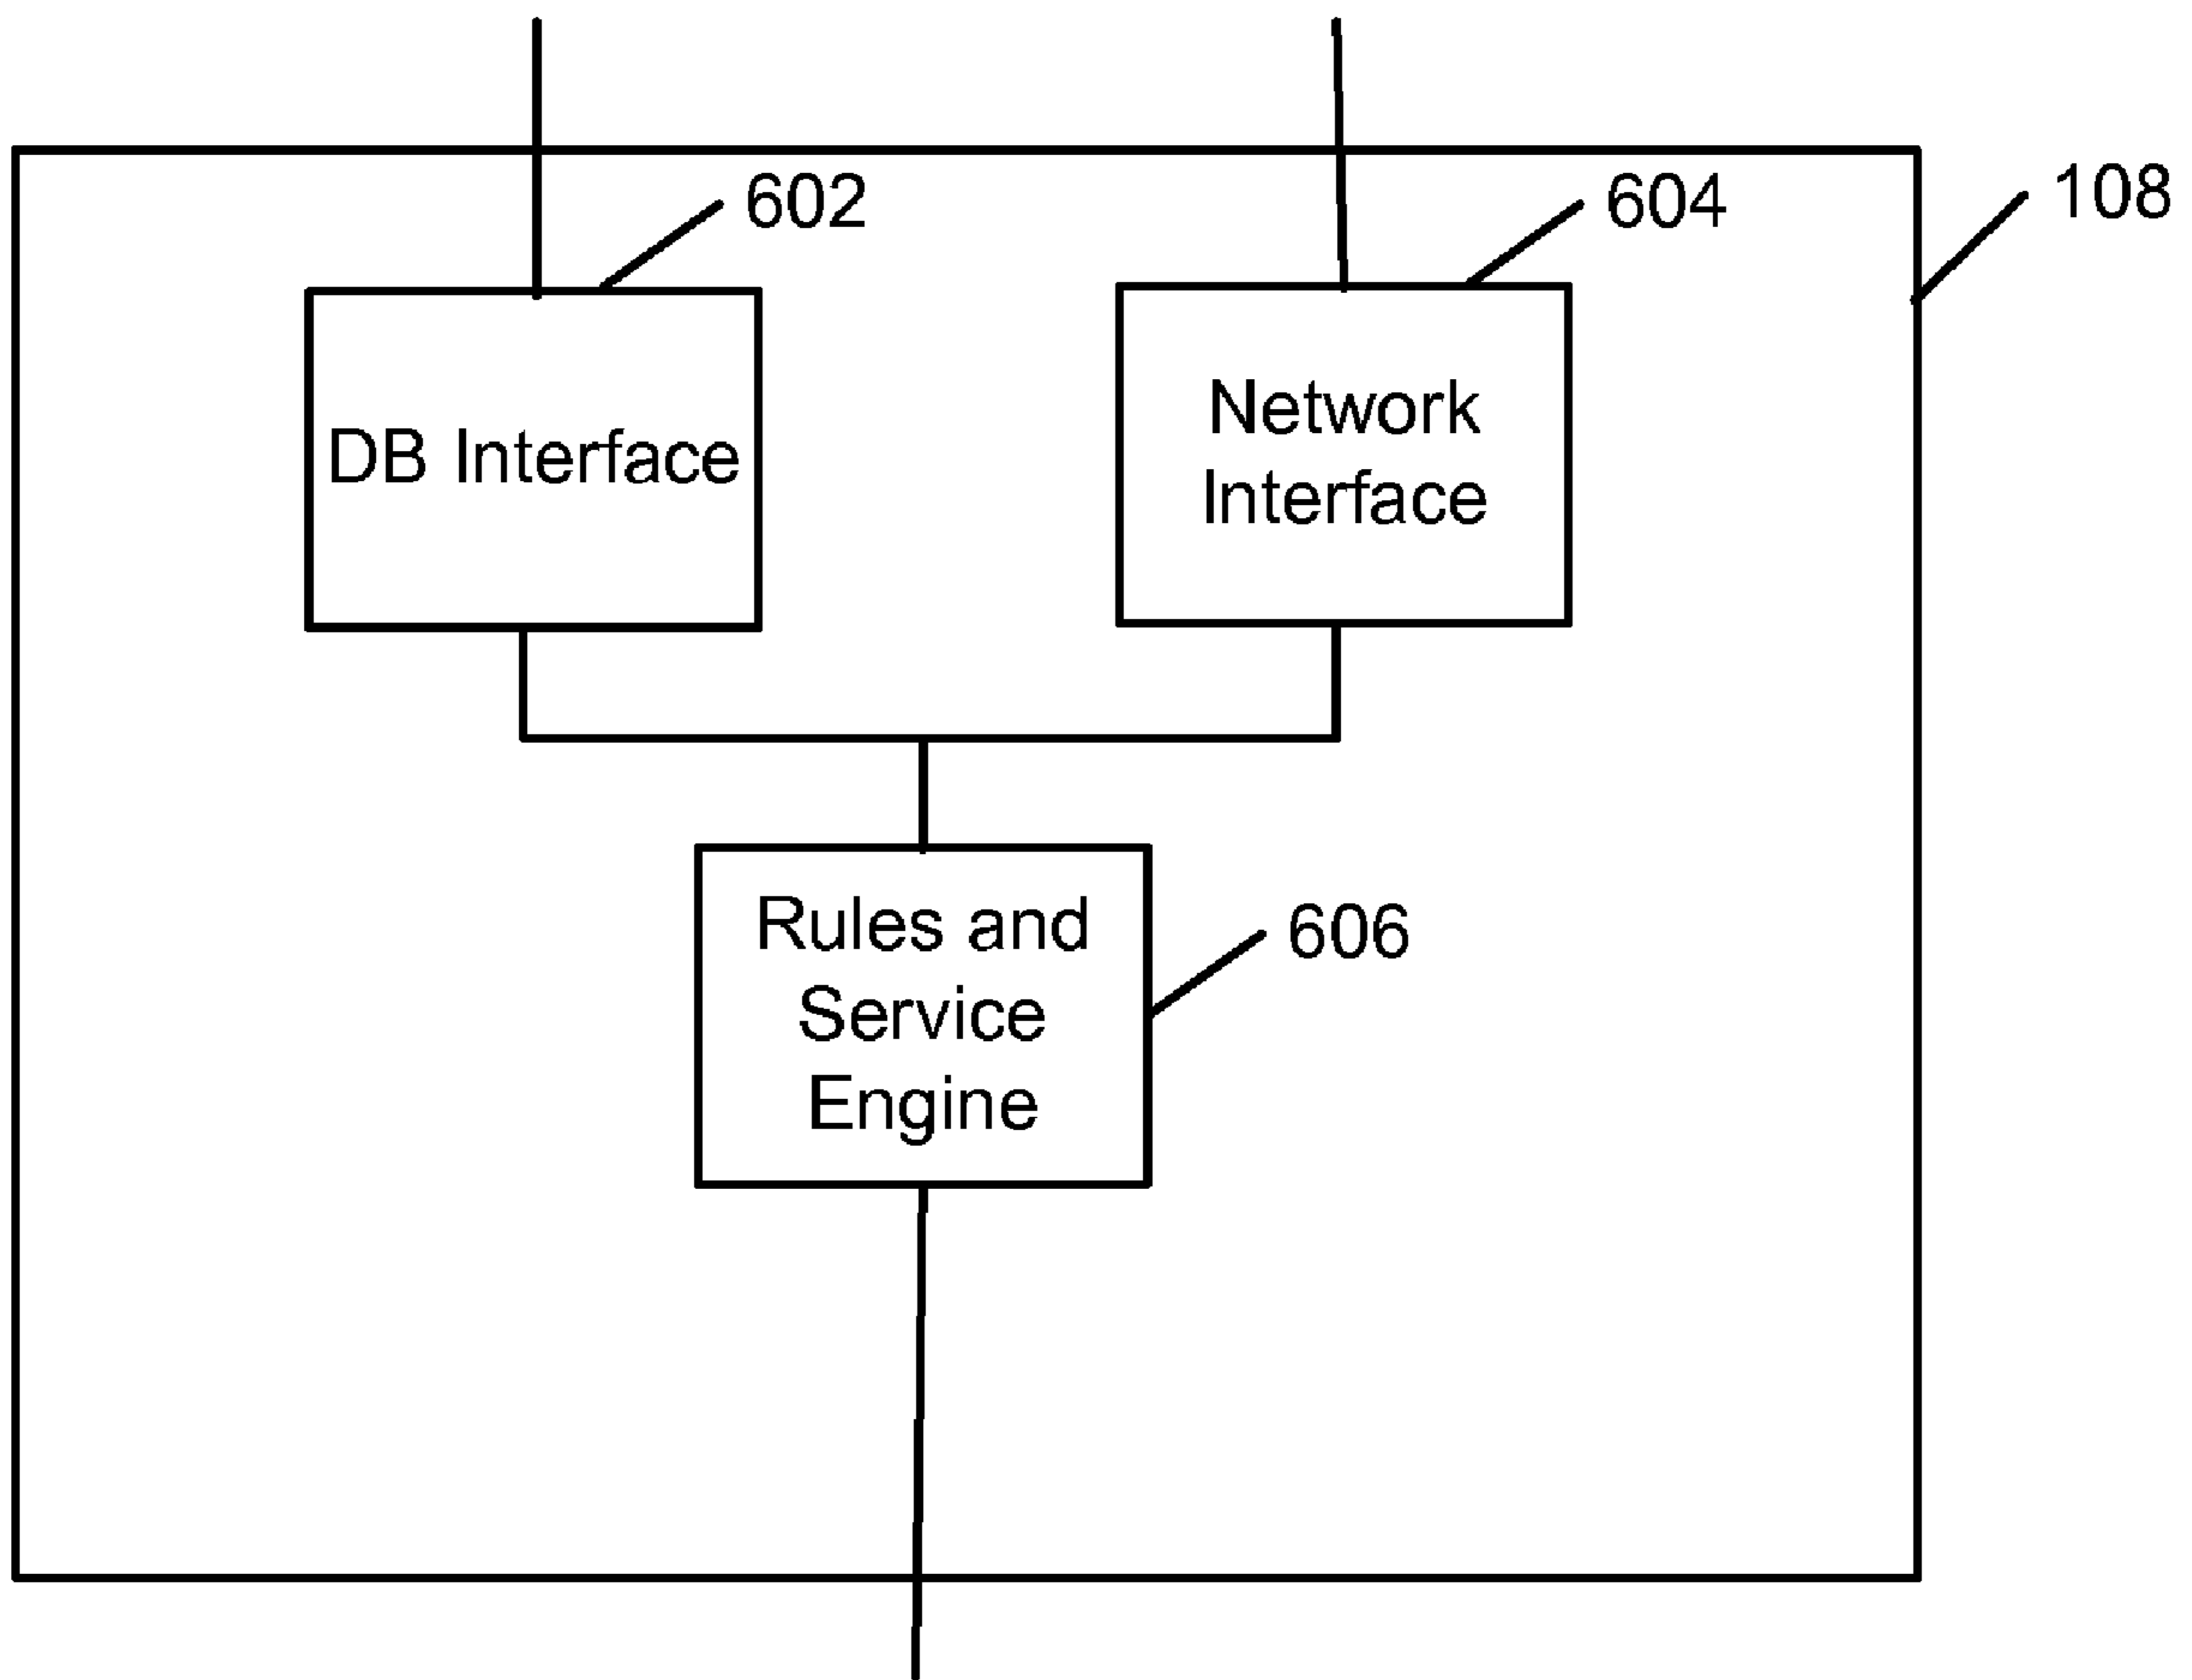 108
602
604
DB Interface
Network
Interface
Rules and
Service
Engine
606